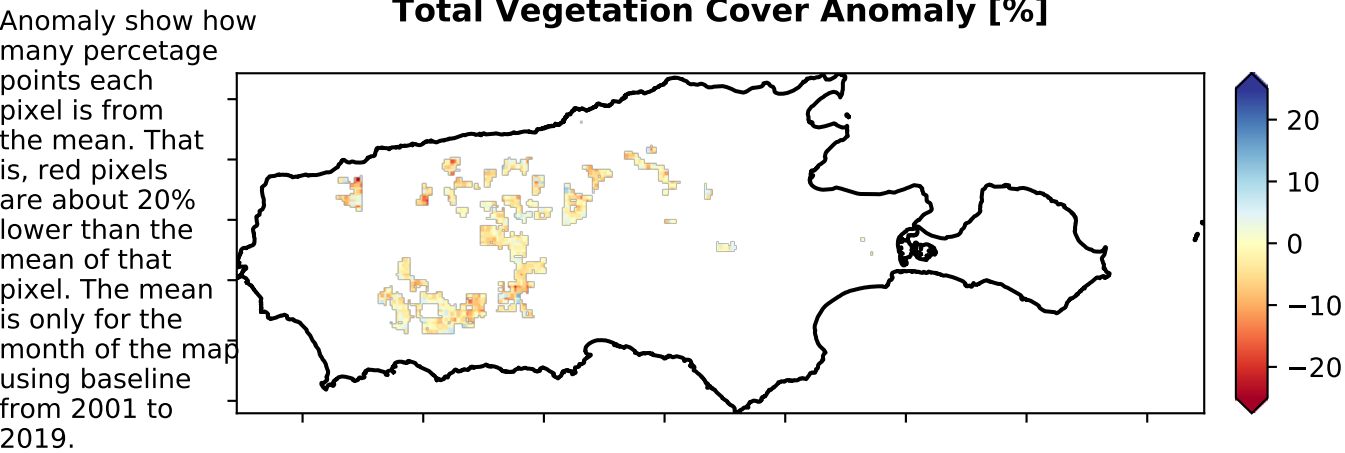 Total Vegetation Cover Anomaly [%]
Anomaly show how
many percetage
points each
pixel is from
the mean. That
is, red pixels
are about 20%
lower than the
mean of that
pixel. The mean
is only for the
month of the map
using baseline
from 2001 to
2019.
20
10
0
−10
−20